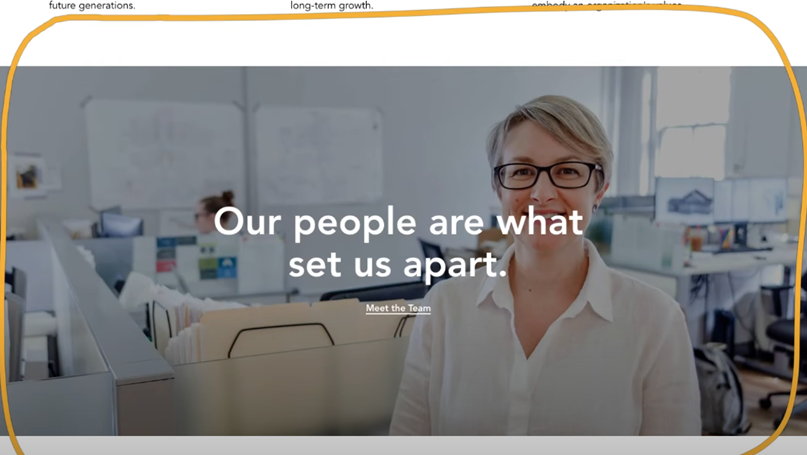 future generations.
long-term growth.
embody an organization's values.
Our people are what
set us apart.
Meet the Team